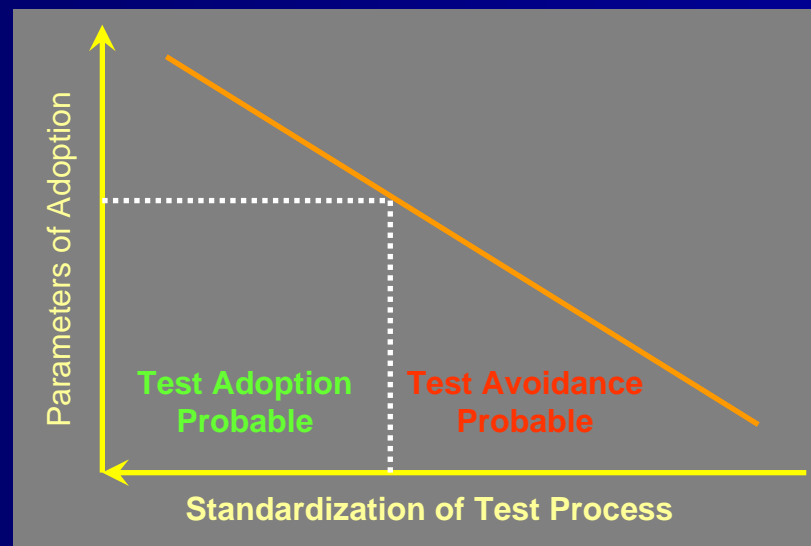 Parameters of Adoption
Test Adoption
Probable
Test Avoidance
Probable
Standardization of Test Process